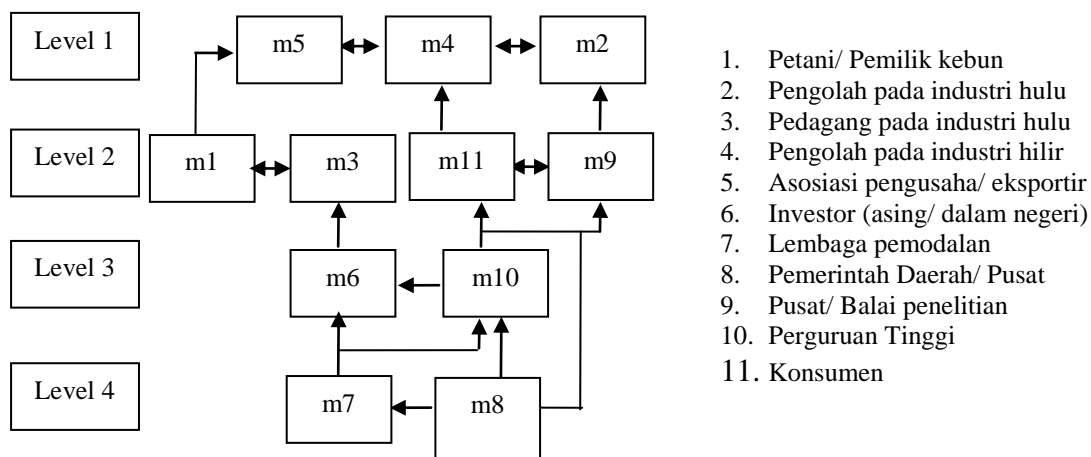 Level 1
m5
m4
m2
Level 2
m1
m3
m11
m9
Level 3
m6
m10
Level 4
m7
m8
1. Petani/ Pemilik kebun
2. Pengolah pada industri hulu
3. Pedagang pada industri hulu
4. Pengolah pada industri hilir
5. Asosiasi pengusaha/ eksportir
6. Investor (asing/ dalam negeri)
7. Lembaga pemodalan
8. Pemerintah Daerah/ Pusat
9. Pusat/ Balai penelitian
10. Perguruan Tinggi
11. Konsumen